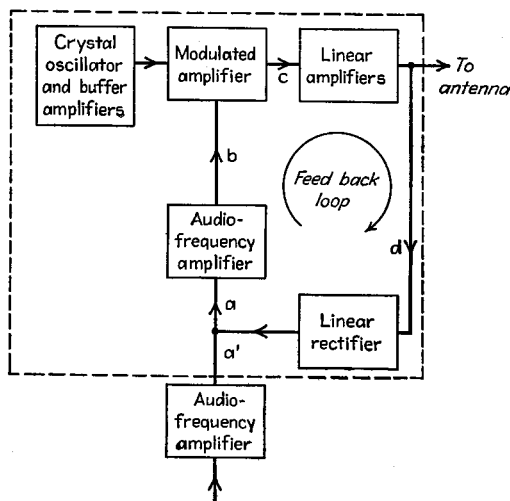 Crystal
oscillator
and buffer
amplifiers
Modulated
amplifier
c
Linear
amplifiers
To
antenna
b
Feed back
loop
Audio-
frequency
amplifier
d
a
Linear
rectifier
a'
Audio-
frequency
amplifier